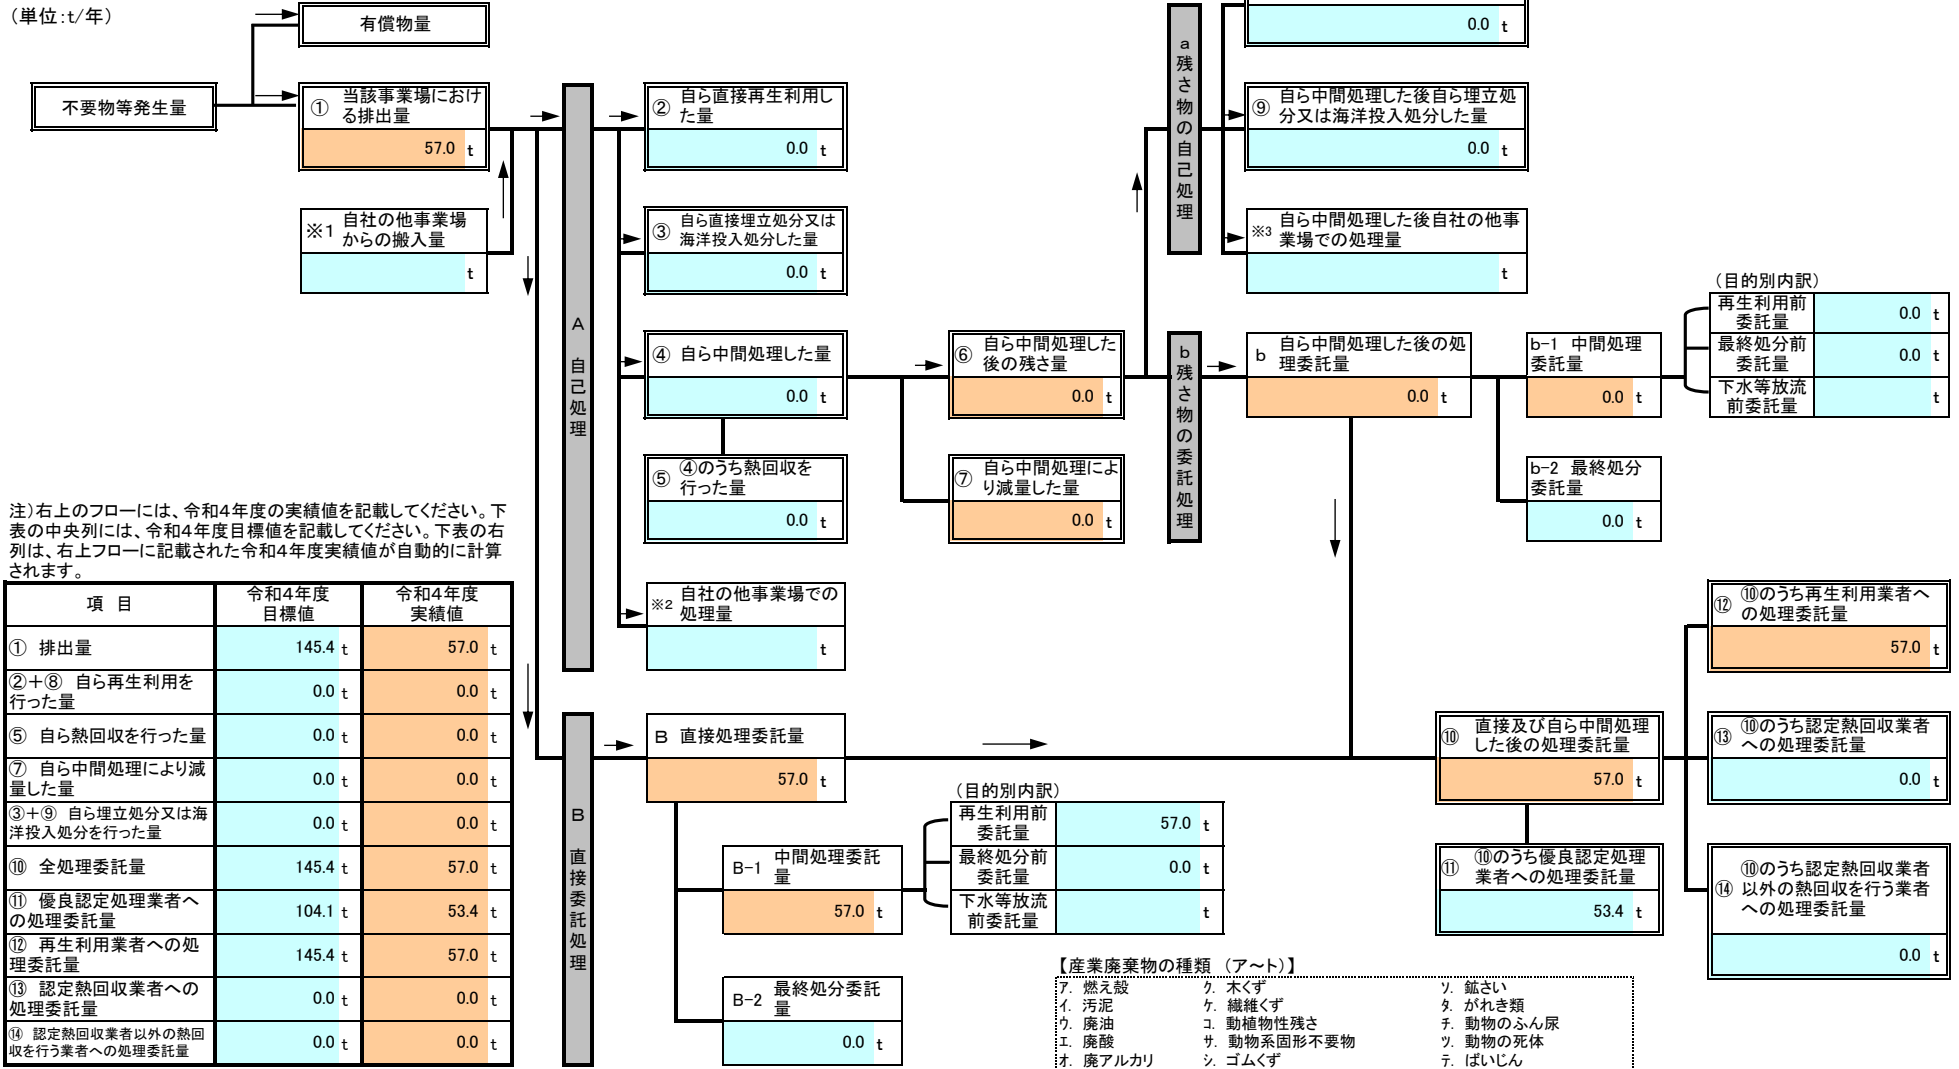 (単位:t/年)
有償物量
不要物等発生量
① 当該事業場におけ
る排出量
57.0 t
※1 自社の他事業場
からの搬入量
t
A 自己処理
② 自ら直接再生利用し
た量
0.0 t
③ 自ら直接埋立処分又は
海洋投入処分した量
0.0 t
④ 自ら中間処理した量
0.0 t
⑤ ④のうち熱回収を
行った量
0.0 t
※2 自社の他事業場での
処理量
t
⑥ 自ら中間処理した
後の残さ量
0.0 t
⑦ 自ら中間処理によ
り減量した量
0.0 t
a 残さ物の自己処理
0.0 t
⑨ 自ら中間処理した後自ら埋立処
分又は海洋投入処分した量
0.0 t
※3 自ら中間処理した後自社の他事
業場での処理量
t
b 残さ物の委託処理
b 自ら中間処理した後の処
理委託量
0.0 t
b-1 中間処理
委託量
0.0 t
b-2 最終処分
委託量
0.0 t
(目的別内訳)
再生利用前
委託量
0.0 t
最終処分前
委託量
0.0 t
下水等放流
前委託量
t
注)右上のフローには、令和4年度の実績値を記載してください。下
表の中央列には、令和4年度目標値を記載してください。下表の右
列は、右上フローに記載された令和4年度実績値が自動的に計算
されます。
項 目 令和4年度 令和4年度
目標値 実績値
① 排出量 145.4 t 57.0 t
②+⑧ 自ら再生利用を
行った量 0.0 t 0.0 t
⑤ 自ら熱回収を行った量 0.0 t 0.0 t
⑦ 自ら中間処理により減
量した量 0.0 t 0.0 t
③+⑨ 自ら埋立処分又は海
洋投入処分を行った量 0.0 t 0.0 t
⑩ 全処理委託量 145.4 t 57.0 t
⑪ 優良認定処理業者へ
の処理委託量 104.1 t 53.4 t
⑫ 再生利用業者への処
理委託量 145.4 t 57.0 t
⑬ 認定熱回収業者への
処理委託量 0.0 t 0.0 t
⑭ 認定熱回収業者以外の熱回
収を行う業者への処理委託量 0.0 t 0.0 t
B 直接委託処理
B 直接処理委託量
57.0 t
B-1 中間処理委託
量
57.0 t
B-2 最終処分委託
量
0.0 t
(目的別内訳)
再生利用前
委託量
57.0 t
最終処分前
委託量
0.0 t
下水等放流
前委託量
t
⑩ 直接及び自ら中間処理
した後の処理委託量
57.0 t
⑪ ⑩のうち優良認定処理
業者への処理委託量
53.4 t
⑫ ⑩のうち再生利用業者へ
の処理委託量
57.0 t
⑬ ⑩のうち認定熱回収業者
への処理委託量
0.0 t
⑭ ⑩のうち認定熱回収業者
以外の熱回収を行う業者
への処理委託量
0.0 t
【産業廃棄物の種類 (ア~ト)】
ア. 燃え殻 ク. 木くず ソ. 鉱さい
イ. 汚泥 ケ. 繊維くず タ. がれき類
ウ. 廃油 コ. 動植物性残さ チ. 動物のふん尿
エ. 廃酸 サ. 動物系固形不要物 ツ. 動物の死体
オ. 廃アルカリ シ. ゴムくず テ. ばいじん